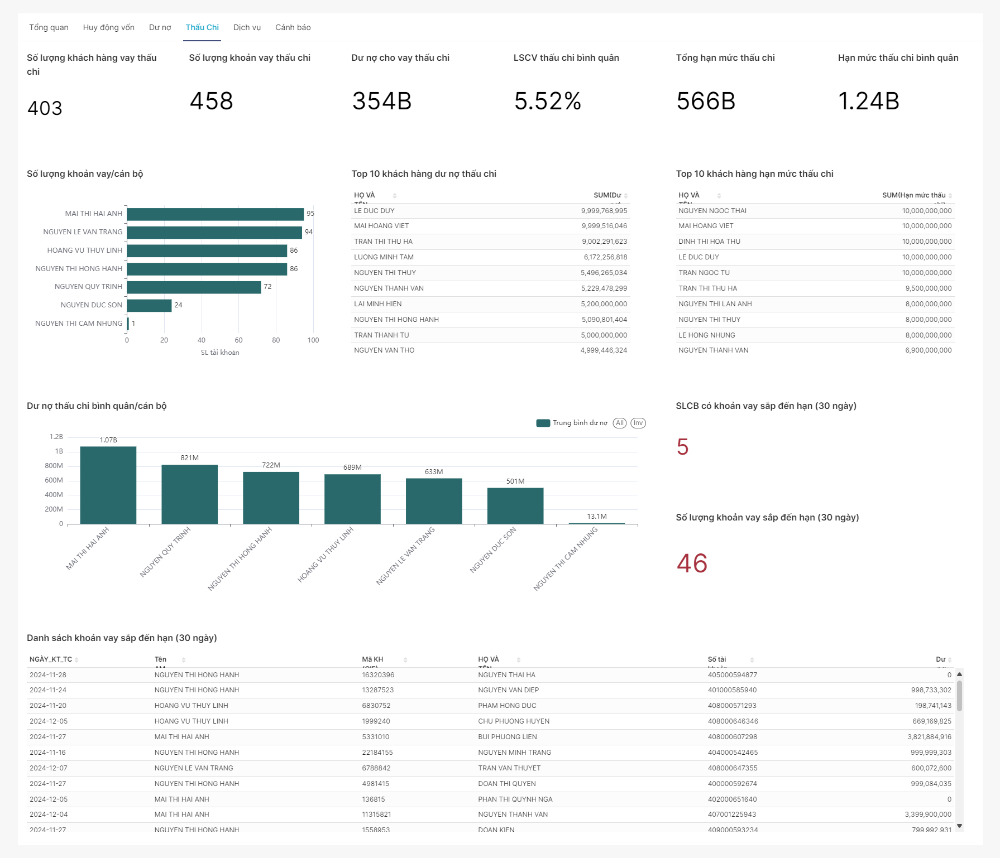 Tổng quan Huy động vốn Dư nợ Thấu Chi Dịch vụ Cảnh báo
Số lượng khách hàng vay thấu chi
403
Số lượng khoản vay thấu chi
458
Dư nợ cho vay thấu chi
354B
LSCV thấu chi bình quân
5.52%
Tổng hạn mức thấu chi
566B
Hạn mức thấu chi bình quân
1.24B
Số lượng khoản vay/cán bộ
MAI THI HAI ANH 95
NGUYEN LE VAN TRANG 94
HOANG VU THUY LINH 86
NGUYEN THI HONG HANH 86
NGUYEN QUY TRINH 72
NGUYEN DUC SON 24
NGUYEN THI CAM NHUNG 1
0 20 40 60 80 100
SL tài khoản
Top 10 khách hàng dư nợ thấu chi
HỌ VÀ SUM(Dư
LE DUC DUY 9,999,768,995
MAI HOANG VIET 9,999,516,046
TRAN THI THU HA 9,002,291,623
LUONG MINH TAM 6,172,256,818
NGUYEN THI THUY 5,496,265,034
NGUYEN THANH VAN 5,229,478,299
LAI MINH HIEN 5,200,000,000
NGUYEN THI HONG HANH 5,090,801,404
TRAN THANH TU 5,000,000,000
NGUYEN VAN THO 4,999,446,324
Top 10 khách hàng hạn mức thấu chi
HỌ VÀ SUM(Hạn mức thấu
NGUYEN NGOC THAI 10,000,000,000
MAI HOANG VIET 10,000,000,000
DINH THI HOA THU 10,000,000,000
LE DUC DUY 10,000,000,000
TRAN NGOC TU 10,000,000,000
TRAN THI THU HA 9,500,000,000
NGUYEN THI LAN ANH 8,000,000,000
NGUYEN THI THUY 8,000,000,000
LE HONG NHUNG 8,000,000,000
NGUYEN THANH VAN 6,900,000,000
Dư nợ thấu chi bình quân/cán bộ
Trung bình dư nợ All Inv
1.2B
1B
800M
600M
400M
200M
0
1.07B
821M
722M
689M
633M
501M
13.1M
MAI THI HAI ANH
NGUYEN QUY TRINH
NGUYEN THI HONG HANH
HOANG VU THUY LINH
NGUYEN LE VAN TRANG
NGUYEN DUC SON
NGUYEN THI CAM NHUNG
SLCB có khoản vay sắp đến hạn (30 ngày)
5
Số lượng khoản vay sắp đến hạn (30 ngày)
46
Danh sách khoản vay sắp đến hạn (30 ngày)
NGÀY_KT_TC Tên Mã KH HỌ VÀ Số tài Dư
2024-11-28 NGUYEN THI HONG HANH 16320396 NGUYEN THAI HA 405000594877 0
2024-11-24 NGUYEN THI HONG HANH 13287523 NGUYEN VAN DIEP 401000585940 998,733,302
2024-11-20 HOANG VU THUY LINH 6830752 PHAM HONG DUC 408000571293 198,741,143
2024-12-05 HOANG VU THUY LINH 1999240 CHU PHUONG HUYEN 408000646346 669,169,825
2024-11-27 MAI THI HAI ANH 5331010 BUI PHUONG LIEN 408000607298 3,821,884,916
2024-11-16 NGUYEN THI HONG HANH 22184155 NGUYEN MINH TRANG 404000542465 999,999,303
2024-12-07 NGUYEN LE VAN TRANG 6788842 TRAN VAN THUYET 408000647355 600,072,600
2024-11-27 NGUYEN THI HONG HANH 4981415 DOAN THI QUYEN 400000592674 999,084,035
2024-12-05 MAI THI HAI ANH 136815 PHAN THI QUYNH NGA 402000651640 0
2024-12-04 MAI THI HAI ANH 11315821 NGUYEN THANH VAN 407001225943 3,399,900,000
2024-11-27 NGUYEN THI HONG HANH 1558953 DOAN KIEN 409000593234 799,992,931